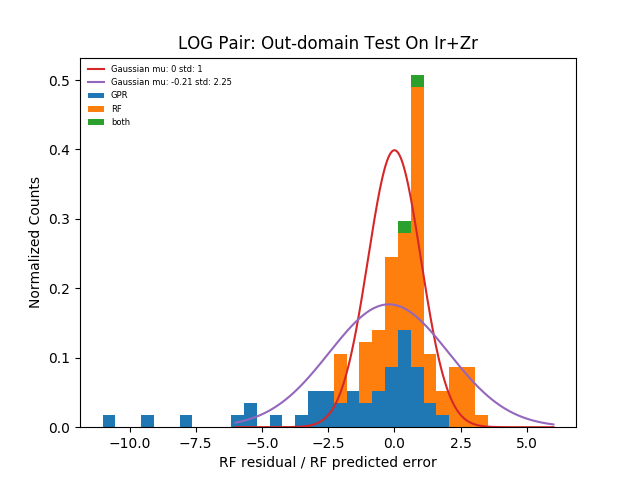 LOG Pair: Out-domain Test On Ir+Zr
Gaussian mu: 0 std: 1
Gaussian mu: -0.21 std: 2.25
GPR
RF
both
Normalized Counts
0.5
0.4
0.3
0.2
0.1
0.0
−10.0 −7.5 −5.0 −2.5 0.0 2.5 5.0
RF residual / RF predicted error